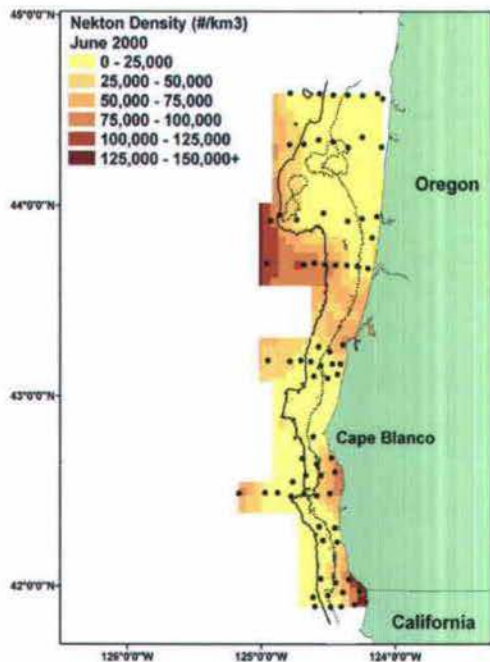 Nekton Density (#/km3)
June 2000
0 - 25,000
25,000 - 50,000
50,000 - 75,000
75,000 - 100,000
100,000 - 125,000
125,000 - 150,000+
45°0'0"N
44°0'0"N
43°0'0"N
42°0'0"N
Oregon
Cape Blanco
California
126°0'0"W
125°0'0"W
124°0'0"W